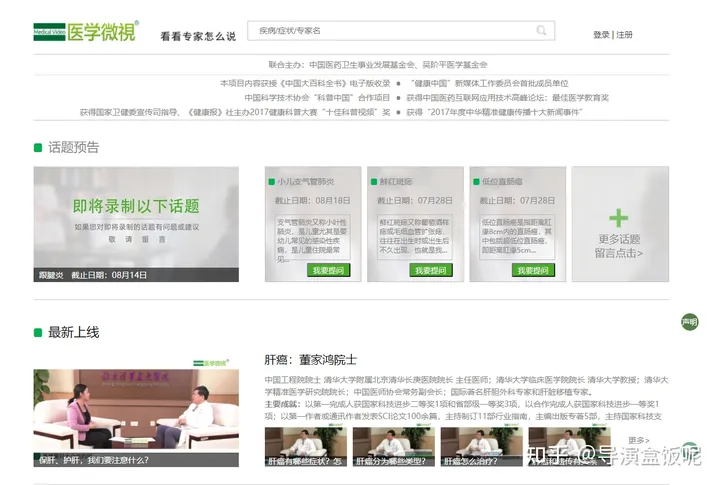 Medical Video 医学微視®
看看专家怎么说
疾病/症状/专家名
登录 | 注册
联合主办：中国医药卫生事业发展基金会、吴阶平医学基金会
本项目内容获接《中国大百科全书》电子版收录 ● “健康中国”新媒体工作委员会首批成员单位
中国科学技术协会“科普中国”合作项目 ● 获得中国医药互联网应用技术高峰论坛：最佳医学教育奖
获得国家卫健委宣传司指导、《健康报》社主办2017健康科普大赛“十佳科普视频”奖 ● 获得“2017年度中华精准健康传播十大新闻事件”
话题预告
即将录制以下话题
如果您对即将录制的话题有问题或建议
敬 请 留 言
跟腱炎 截止日期：08月14日
小儿支气管肺炎
截止日期：08月18日
支气管肺炎又称小叶性
肺炎，是儿童尤其是婴
幼儿常见的感染性疾
病，是儿童住院最常
见...
我要提问
鲜红斑痣
截止日期：07月28日
鲜红斑痣又称葡萄酒样
痣或毛细血管扩张痣，
往往在出生时或出生后
不久出现，也就是我...
我要提问
低位直肠癌
截止日期：07月28日
低位直肠癌是指距离肛
缘8cm内的直肠癌，其
中包括超低位直肠癌，
即距离肛缘5cm...
我要提问
更多话题
留言点击>
声明
最新上线
医学微視
保肝、护肝，我们要注意什么？
肝癌：董家鸿院士
中国工程院院士 清华大学附属北京清华长庚医院院长 主任医师；清华大学临床医学院院长 清华大学教授；清华大
学精准医学研究院院长；中国医师协会常务副会长；国际著名肝胆外科专家和肝脏移植专家。
主要成就：以第一完成人获国家科技进步二等奖1项和省部级一等奖3项，以合作完成人获国家科技进步一等奖1
项；以第一作者或通讯作者发表SCI论文100余篇，主持制订11部行业指南，主编出版专著5部，主持国家科技支
肝癌有哪些症状？怎
肝癌分为哪些类型？
肝癌怎么治疗？
更多>
知乎 @导演盒饭呢